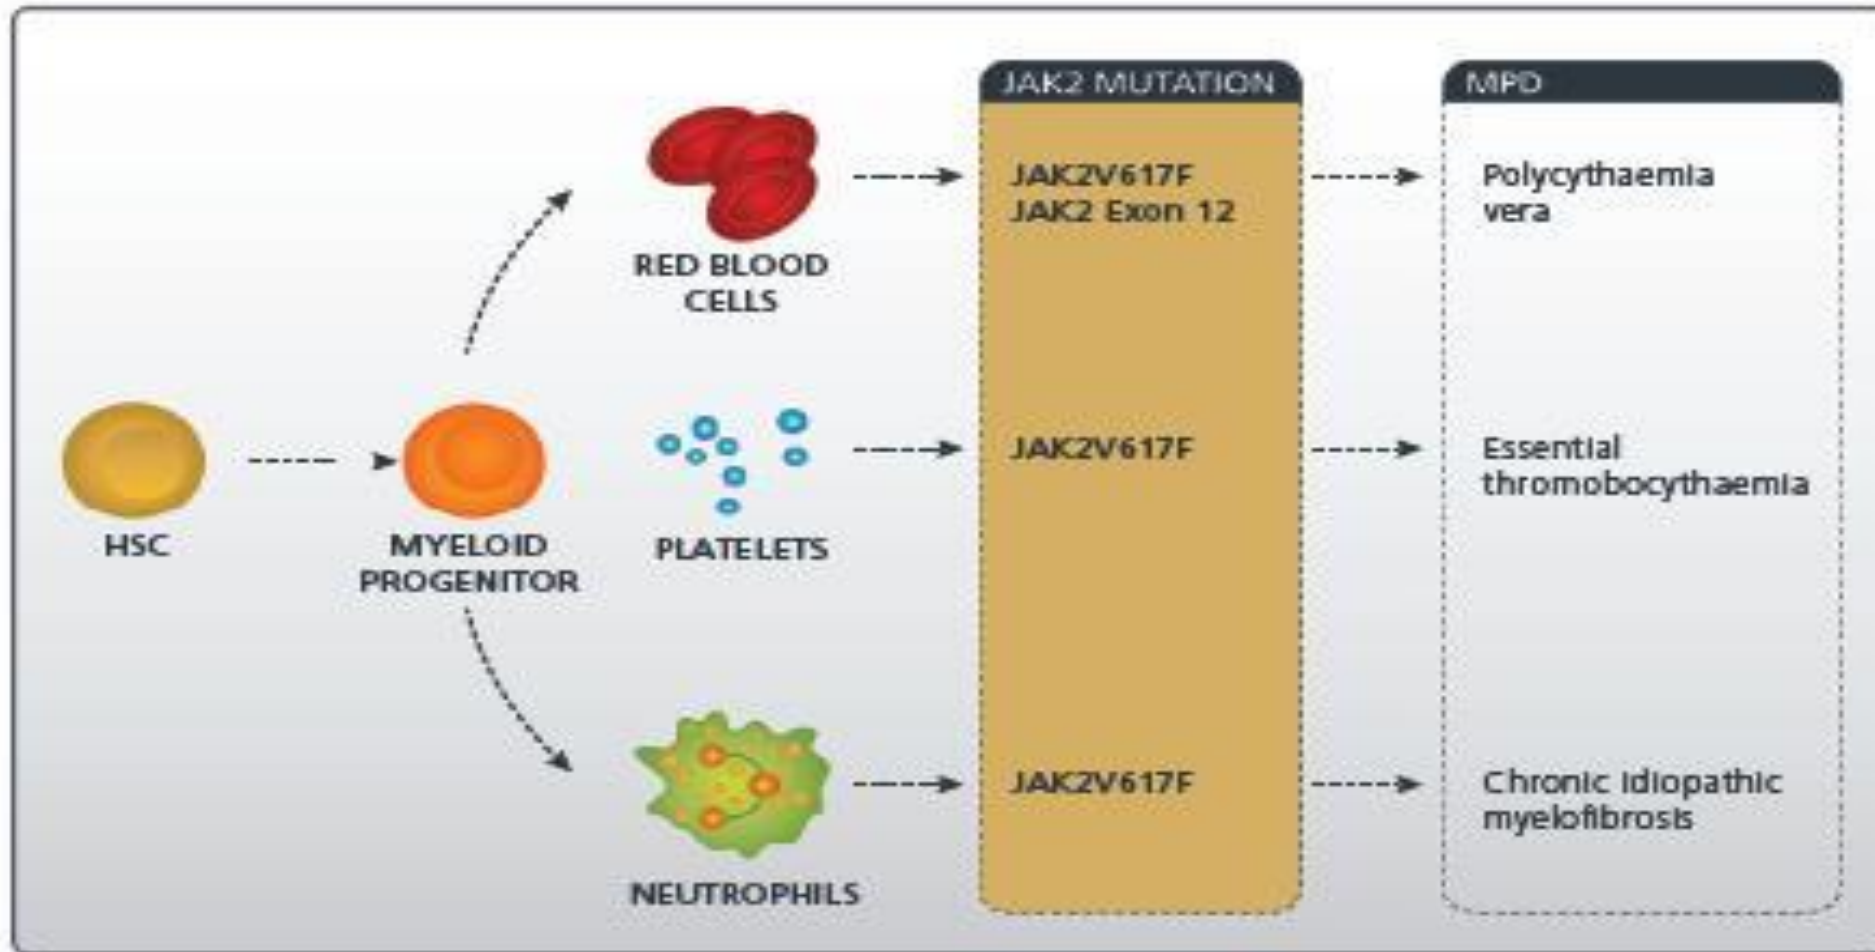 JAK2 MUTATION
MPD
RED BLOOD
CELLS
JAK2V617F
JAK2 Exon 12
Polycythaemia
vera
HSC
MYELOID
PROGENITOR
PLATELETS
JAK2V617F
Essential
thromobocythaemia
NEUTROPHILS
JAK2V617F
Chronic idiopathic
myelofibrosis